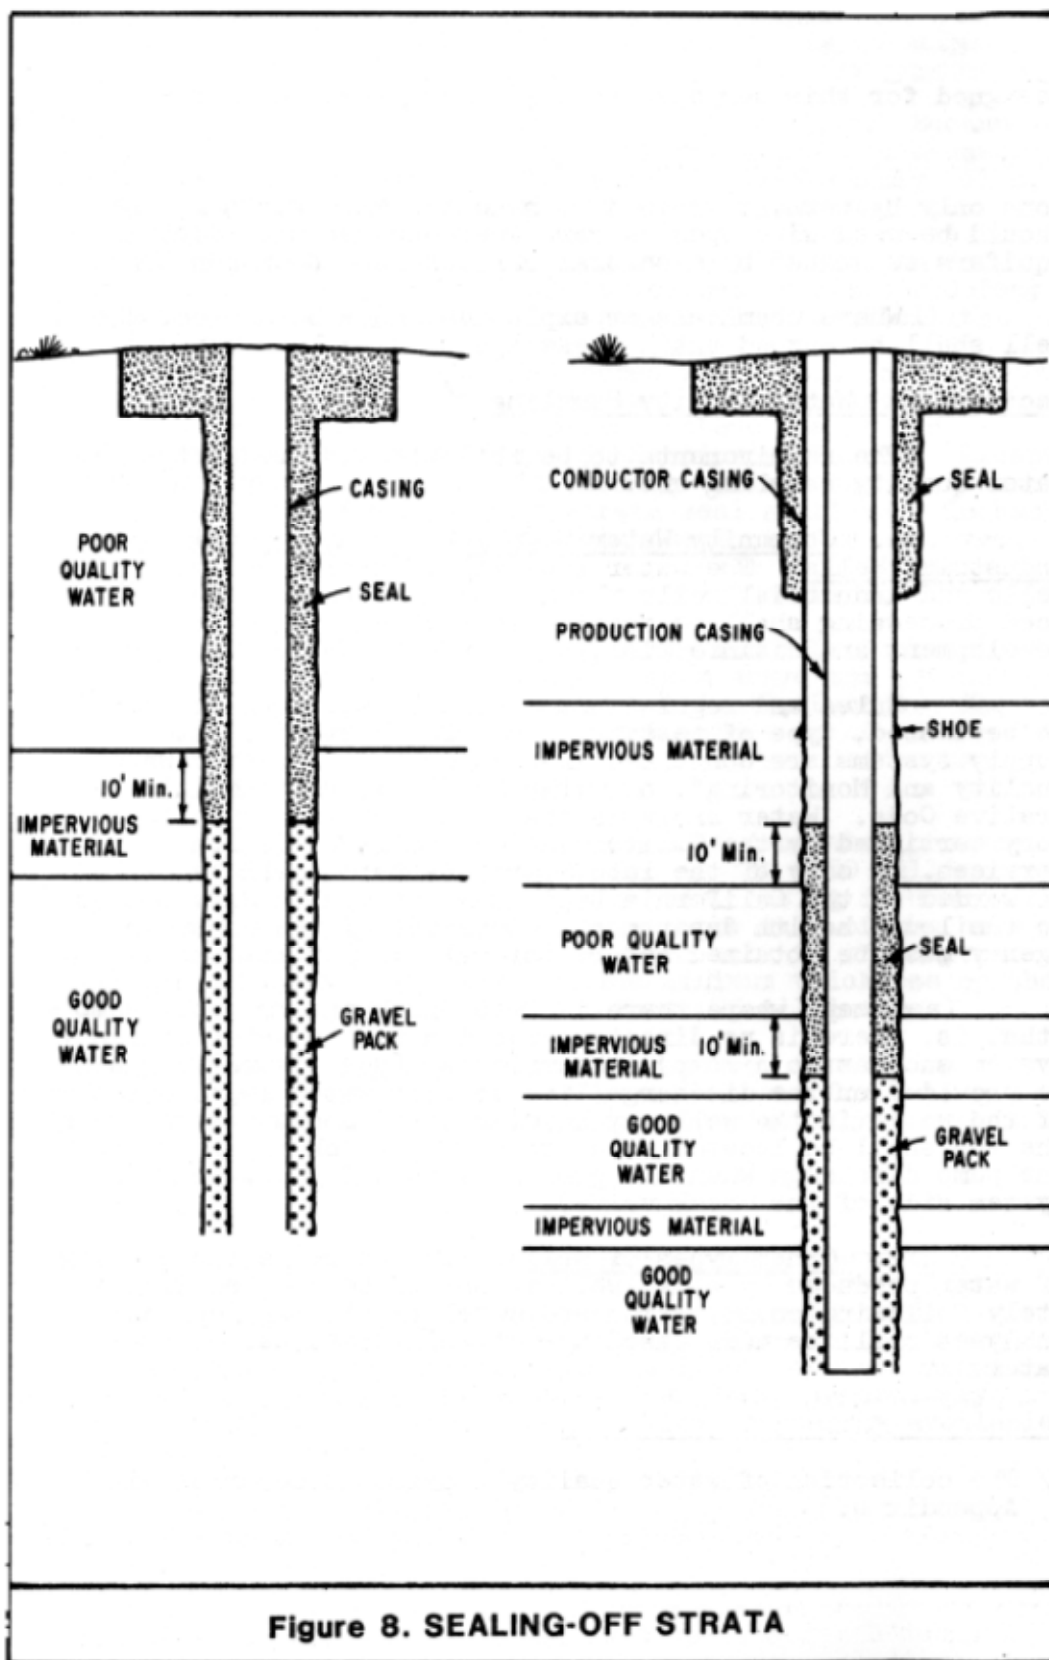 CASING
POOR
QUALITY
WATER
SEAL
10' Min.
IMPERVIOUS
MATERIAL
GOOD
QUALITY
WATER
GRAVEL
PACK
CONDUCTOR CASING
SEAL
PRODUCTION CASING
SHOE
IMPERVIOUS MATERIAL
10' Min.
POOR QUALITY
WATER
SEAL
10' Min.
IMPERVIOUS
MATERIAL
GOOD
QUALITY
WATER
GRAVEL
PACK
IMPERVIOUS MATERIAL
GOOD
QUALITY
WATER
Figure 8. SEALING-OFF STRATA